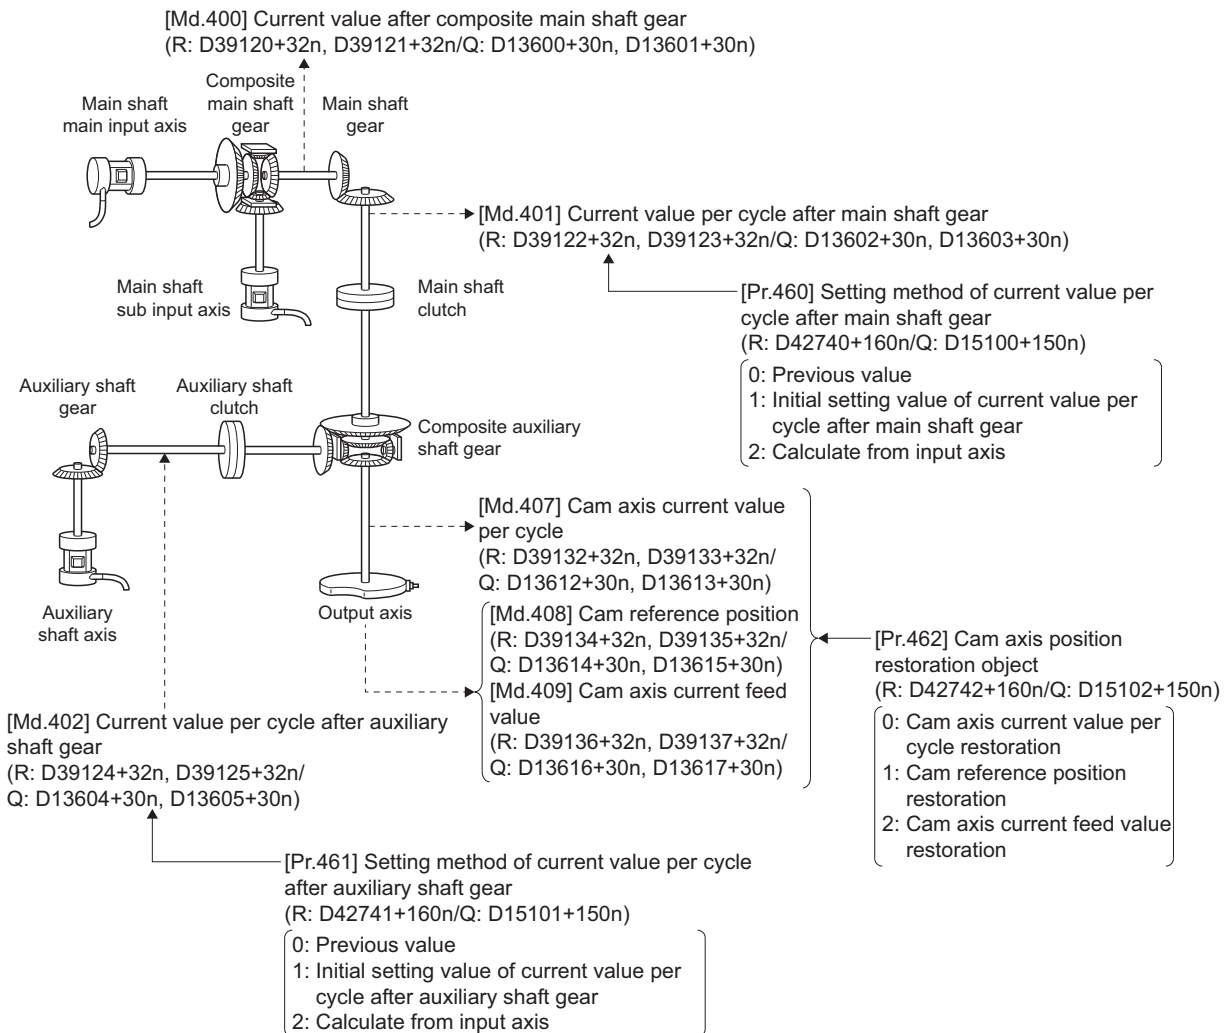 [Md.400] Current value after composite main shaft gear
(R: D39120+32n, D39121+32n/Q: D13600+30n, D13601+30n)
Main shaft
main input axis
Composite
main shaft
gear
Main shaft
gear
[Md.401] Current value per cycle after main shaft gear
(R: D39122+32n, D39123+32n/Q: D13602+30n, D13603+30n)
Main shaft
sub input axis
Main shaft
clutch
[Pr.460] Setting method of current value per
cycle after main shaft gear
(R: D42740+160n/Q: D15100+150n)
0: Previous value
1: Initial setting value of current value per
cycle after main shaft gear
2: Calculate from input axis
Auxiliary shaft
gear
Auxiliary shaft
clutch
Composite auxiliary
shaft gear
[Md.407] Cam axis current value
per cycle
(R: D39132+32n, D39133+32n/
Q: D13612+30n, D13613+30n)
Auxiliary
shaft axis
Output axis
[Md.408] Cam reference position
(R: D39134+32n, D39135+32n/
Q: D13614+30n, D13615+30n)
[Md.409] Cam axis current feed
value
(R: D39136+32n, D39137+32n/
Q: D13616+30n, D13617+30n)
[Pr.462] Cam axis position
restoration object
(R: D42742+160n/Q: D15102+150n)
0: Cam axis current value per
cycle restoration
1: Cam reference position
restoration
2: Cam axis current feed value
restoration
[Md.402] Current value per cycle after auxiliary
shaft gear
(R: D39124+32n, D39125+32n/
Q: D13604+30n, D13605+30n)
[Pr.461] Setting method of current value per cycle
after auxiliary shaft gear
(R: D42741+160n/Q: D15101+150n)
0: Previous value
1: Initial setting value of current value per
cycle after auxiliary shaft gear
2: Calculate from input axis